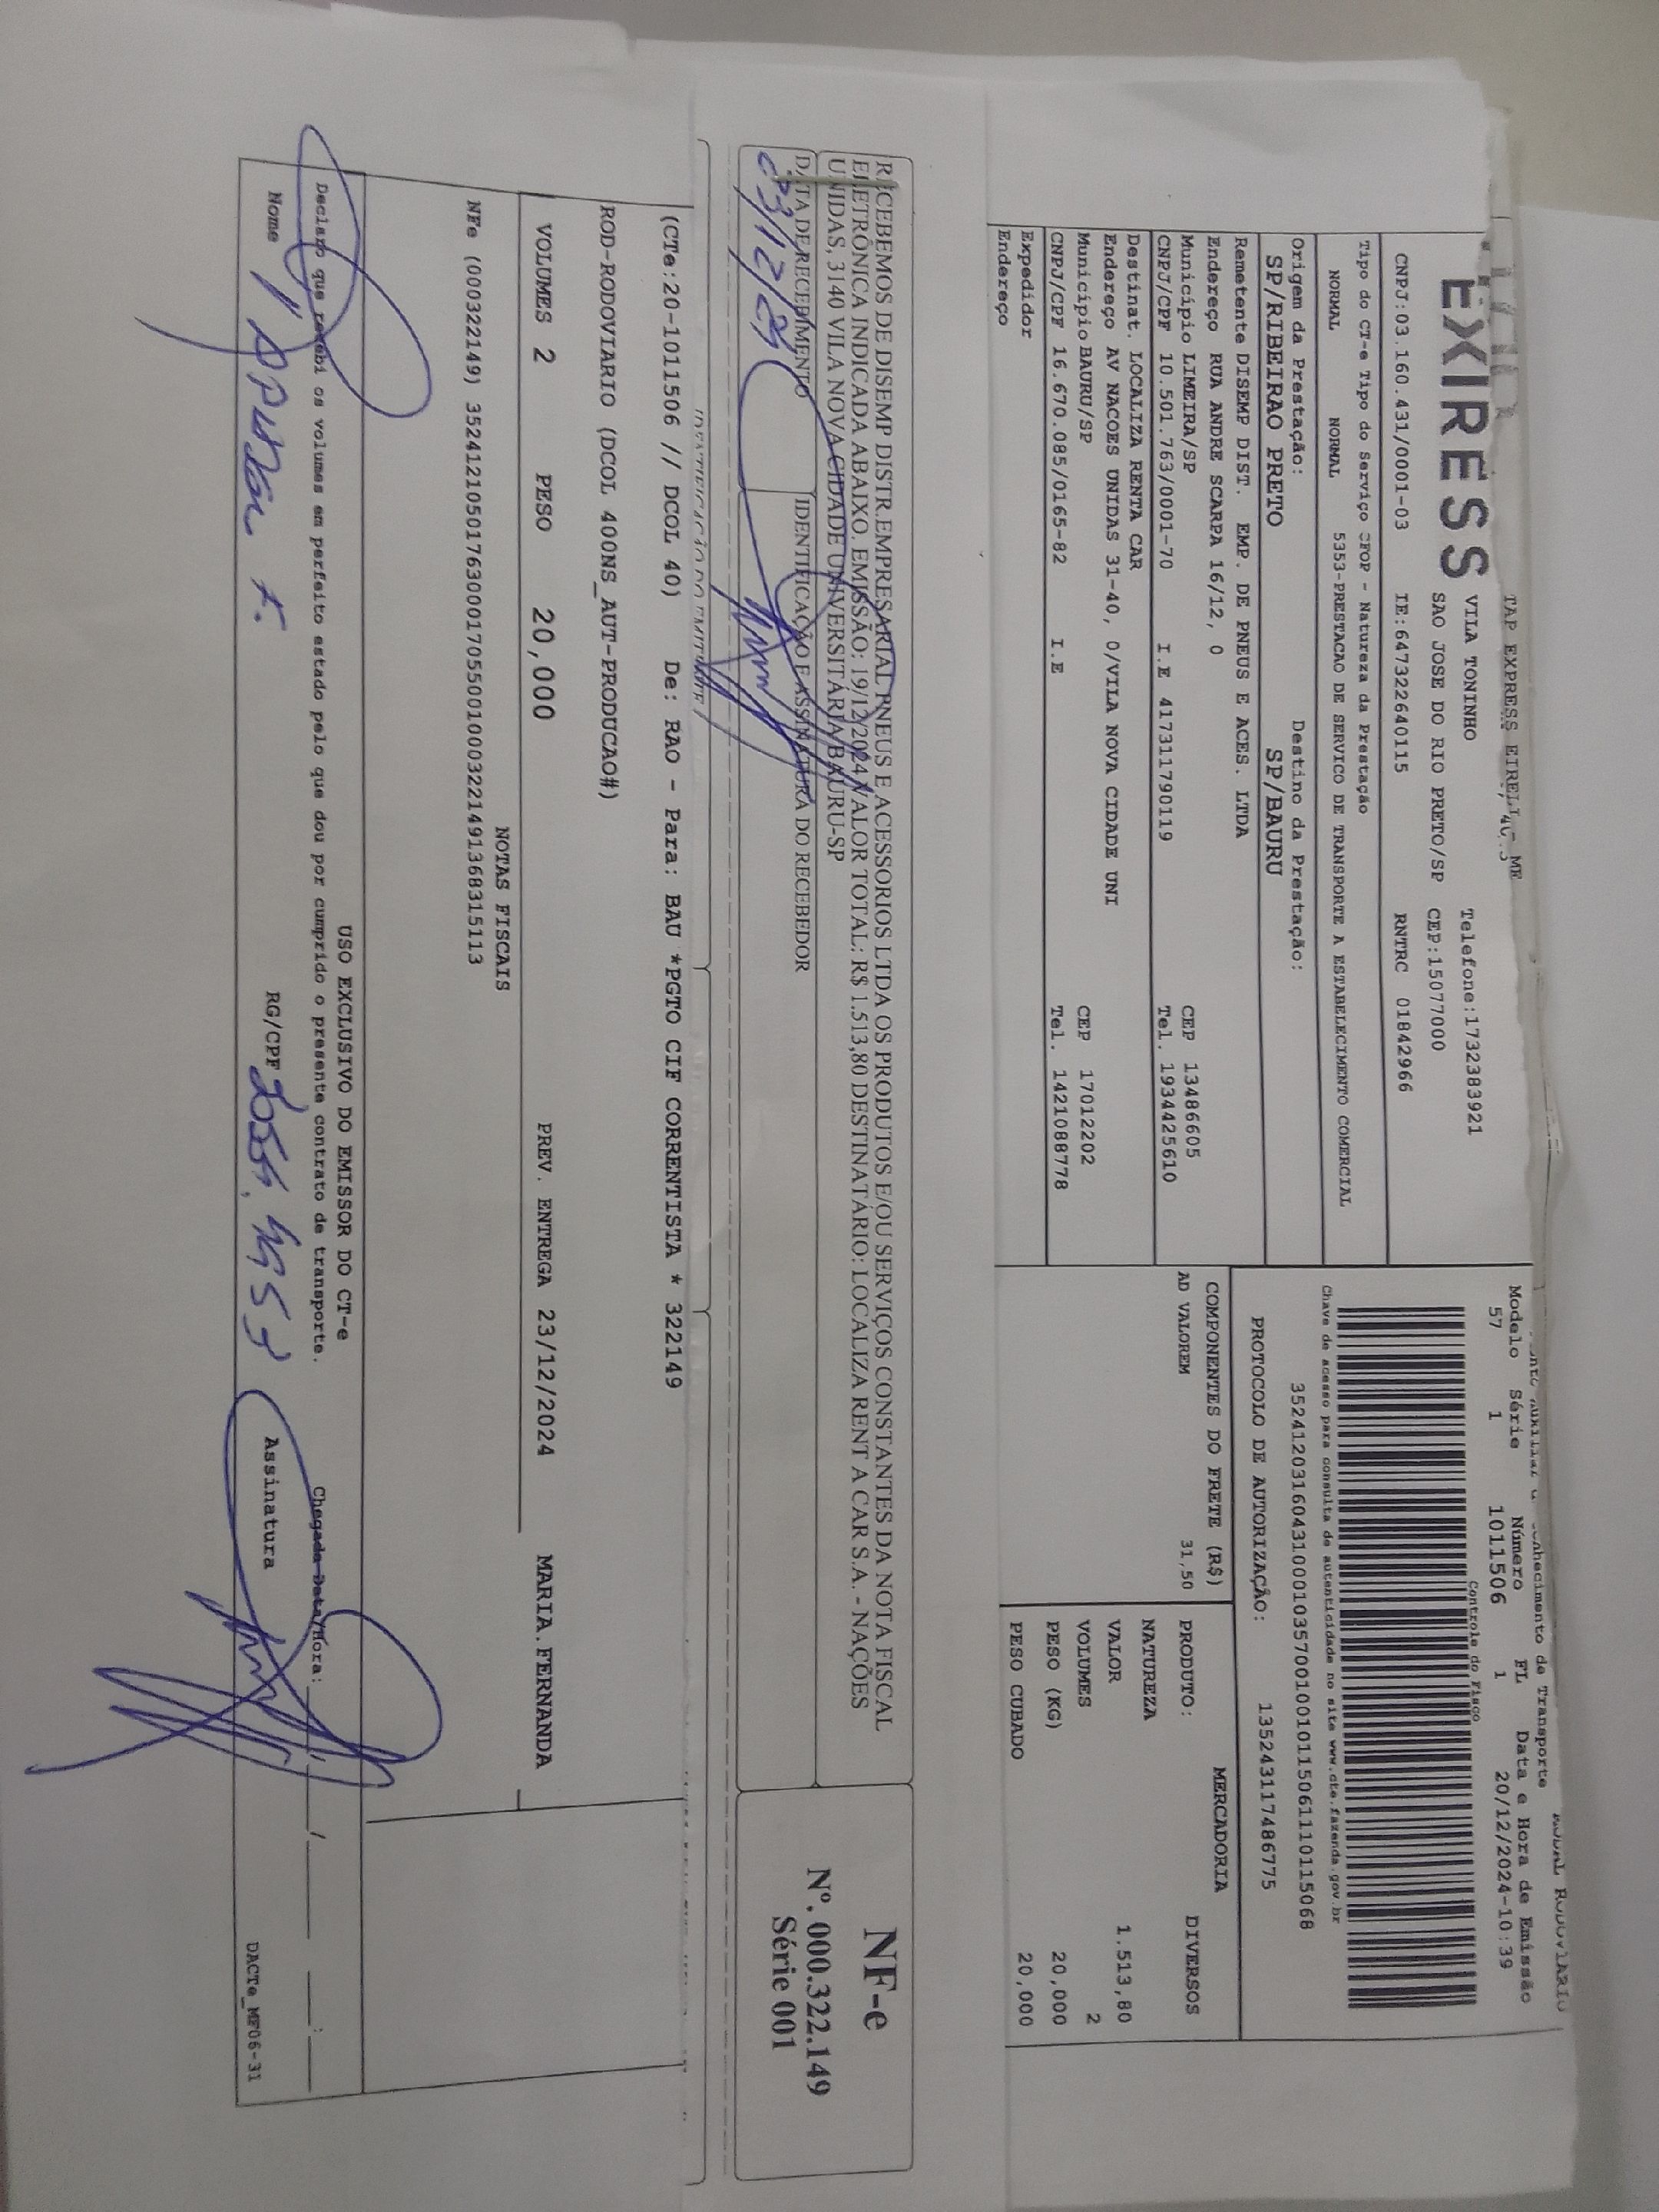 TAP EXPRESS EIRELI - ME
EXPRESS
VILA TONINHO Telefone:1732383921
SAO JOSE DO RIO PRETO/SP CEP:15077000
CNPJ:03.160.431/0001-03 IE:647322640115 RNTRC 01842966
Tipo do CT-e Tipo do Serviço CFOP - Natureza da Prestação
NORMAL NORMAL 5353-PRESTACAO DE SERVICO DE TRANSPORTE A ESTABELECIMENTO COMERCIAL
Origem da Prestação: Destino da Prestação:
SP/RIBEIRAO PRETO SP/BAURU
Remetente DISEMP DIST. EMP. DE PNEUS E ACES. LTDA
Endereço RUA ANDRE SCARPA 16/12, 0
Município LIMEIRA/SP CEP 13486605
CNPJ/CPF 10.501.763/0001-70 I.E 417311790119 Tel. 1934425610
Destinat. LOCALIZA RENTA CAR
Endereço AV NACOES UNIDAS 31-40, 0/VILA NOVA CIDADE UNI
Município BAURU/SP CEP 17012202
CNPJ/CPF 16.670.085/0165-82 I.E Tel. 1421088778
Expedidor
Endereço
Conhecimento de Transporte MODAL RODOVIARIO
Modelo Série Número FL Data e Hora de Emissão
57 1 1011506 1 20/12/2024-10:39
Controle do Fisco
Chave de acesso para consulta de autenticidade no site www.cte.fazenda.gov.br
35241203160431000103570010010115061110115068
PROTOCOLO DE AUTORIZAÇÃO: 135243117486775
COMPONENTES DO FRETE (R$)
AD VALOREM 31,50
MERCADORIA
PRODUTO: DIVERSOS
NATUREZA
VALOR 1.513,80
VOLUMES 2
PESO (KG) 20,000
PESO CUBADO 20,000
RECEBEMOS DE DISEMP DISTR.EMPRESARIAL PNEUS E ACESSORIOS LTDA OS PRODUTOS E/OU SERVIÇOS CONSTANTES DA NOTA FISCAL
ELETRÔNICA INDICADA ABAIXO. EMISSÃO: 19/12/2024 VALOR TOTAL: R$ 1.513,80 DESTINATÁRIO: LOCALIZA RENT A CAR S.A. - NAÇÕES
UNIDAS, 3140 VILA NOVA CIDADE UNIVERSITÁRIA BAURU-SP
DATA DE RECEBIMENTO IDENTIFICAÇÃO E ASSINATURA DO RECEBEDOR
NF-e
Nº. 000.322.149
Série 001
IDENTIFICAÇÃO DO EMITENTE
(CTe:20-1011506 // DCOL 40) De: RAO - Para: BAU *PGTO CIF CORRENTISTA * 322149
ROD-RODOVIARIO (DCOL 400NS_AUT-PRODUCAO#)
VOLUMES 2 PESO 20,000 PREV. ENTREGA 23/12/2024 MARIA.FERNANDA
NOTAS FISCAIS
NFe (000322149) 35241210501763000170550010003221491368315113
USO EXCLUSIVO DO EMISSOR DO CT-e
Declaro que recebi os volumes em perfeito estado pelo que dou por cumprido o presente contrato de transporte. Chegada Data/Hora: / / :
Nome RG/CPF Assinatura
DACTe_MF06-31